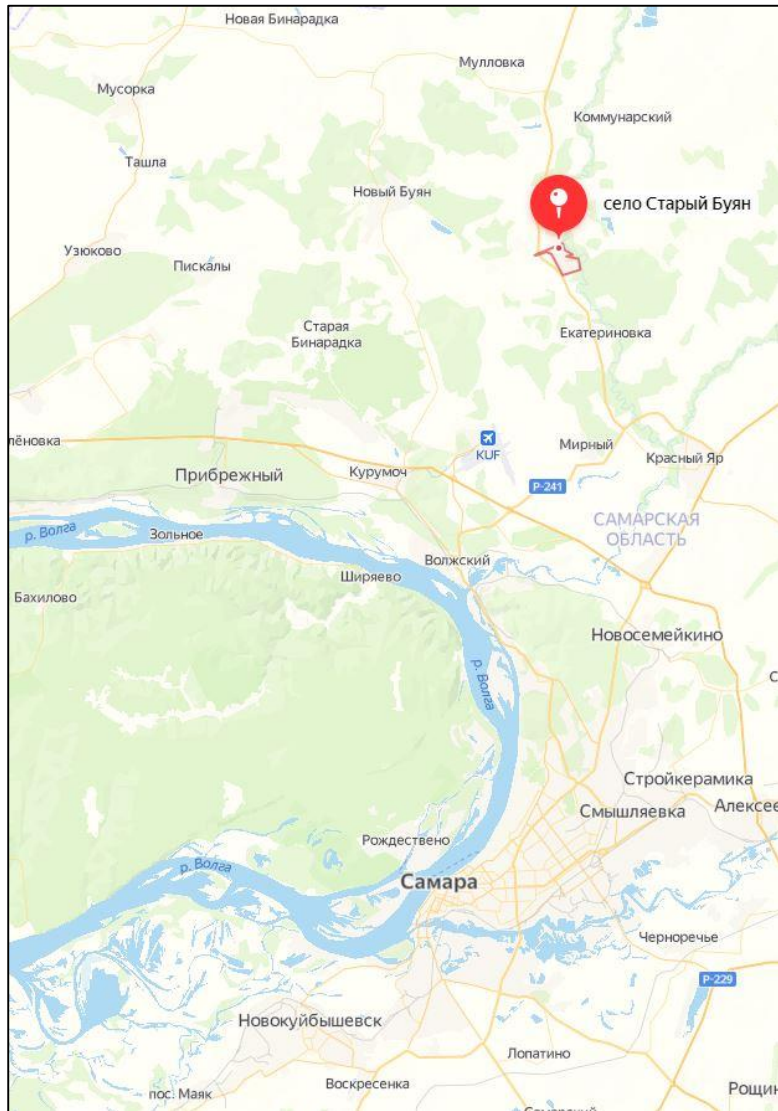 Новая Бинарадка
Мулловка
Мусорка
Коммунарский
Ташла
Новый Буян
село Старый Буян
Узюково
Пискалы
Старая
Бинарадка
Екатериновка
лёновка
Мирный
KUF
Красный Яр
Прибрежный
Курумоч
Р-241
САМАРСКАЯ
ОБЛАСТЬ
р. Волга
Зольное
Волжский
Ширяево
Бахилово
Новосемейкино
р. Волга
С
Стройкерамика
Смышляевка
Алексее
Рождествено
р. Волга
Самара
Черноречье
Р-229
Новокуйбышевск
Лопатино
Воскресенка
Рощин
пос. Маяк